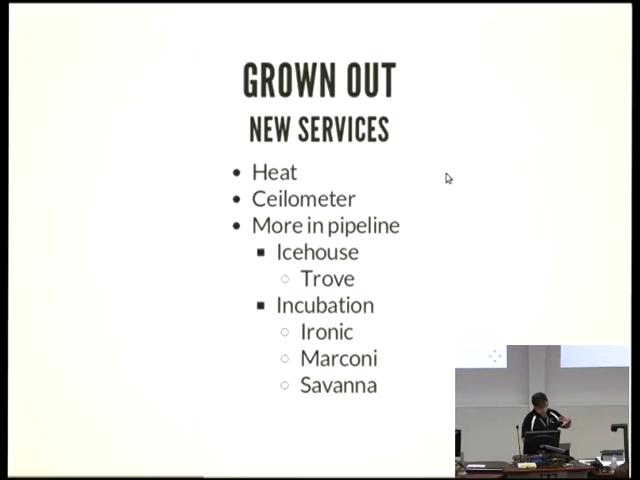 GROWN OUT
NEW SERVICES
Heat
Ceilometer
More in pipeline
Icehouse
Trove
Incubation
Ironic
Marconi
Savanna